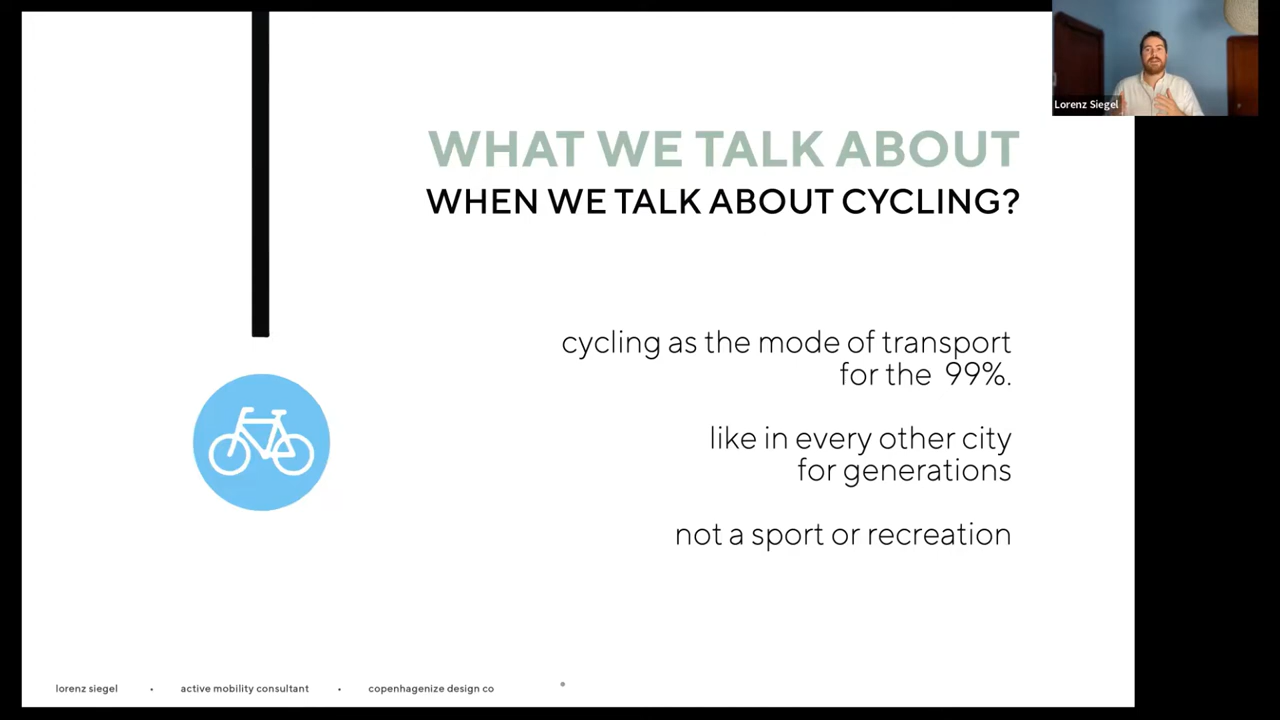 Lorenz Siegel
WHAT WE TALK ABOUT
WHEN WE TALK ABOUT CYCLING?
cycling as the mode of transport
for the 99%.
like in every other city
for generations
not a sport or recreation
lorenz siegel • active mobility consultant • copenhagenize design co